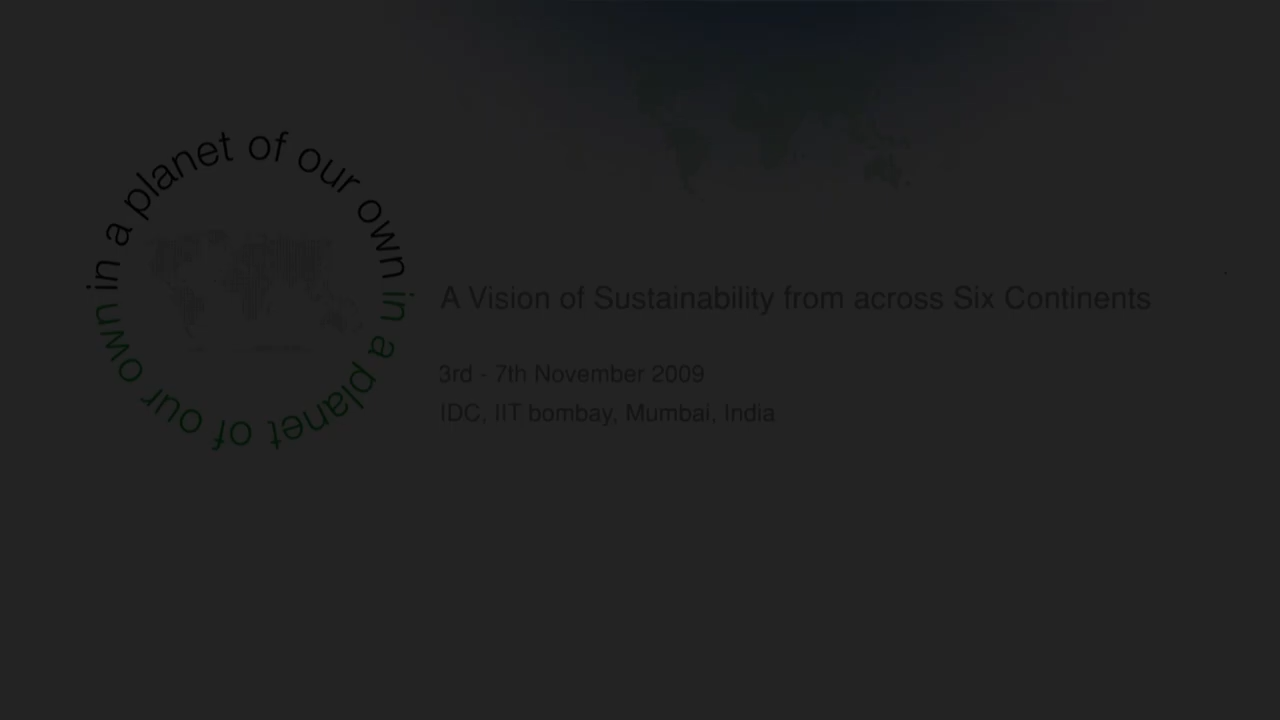 in a planet of our own
in a planet of our own
A Vision of Sustainability from across Six Continents
3rd - 7th November 2009
IDC, IIT bombay, Mumbai, India